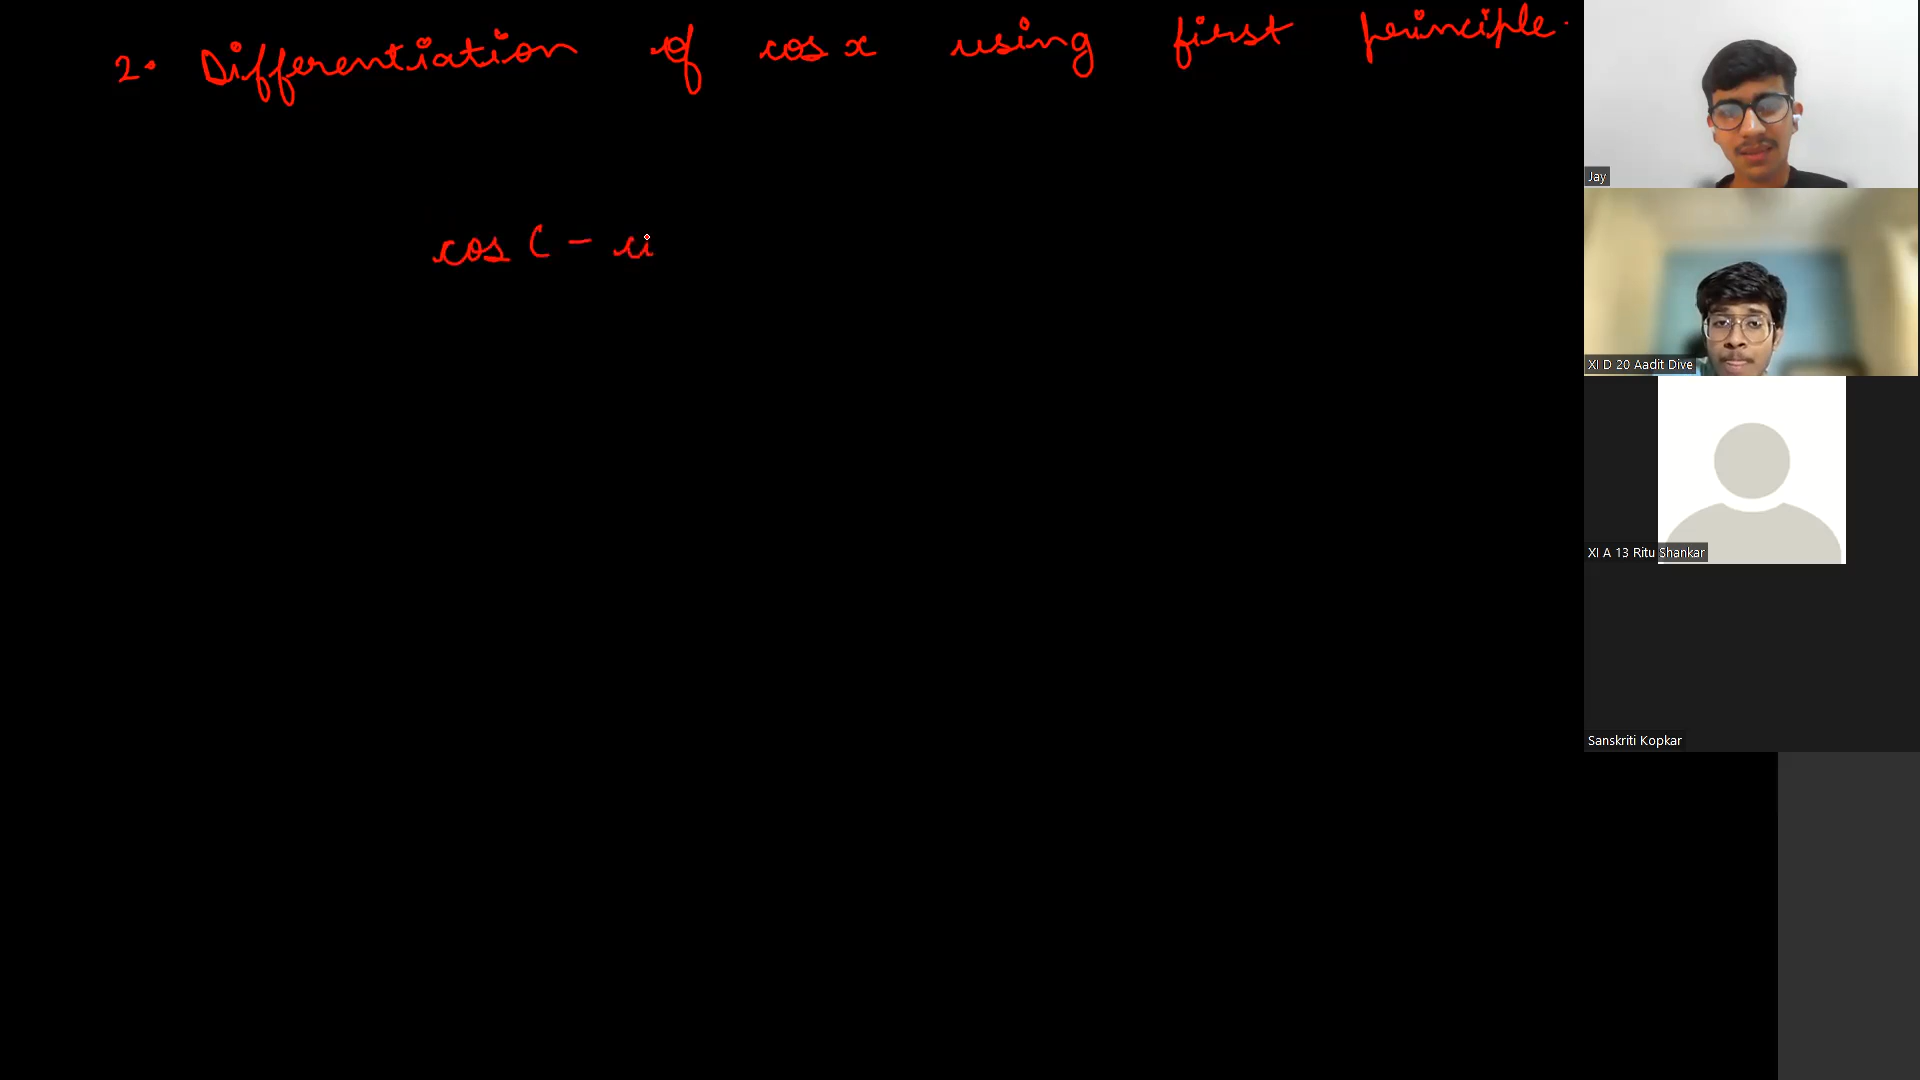 2. Differentiation of cos x using first principle.
cos C -
Jay
XI D 20 Aadit Dive
XI A 13 Ritu Shankar
Sanskriti Kopkar